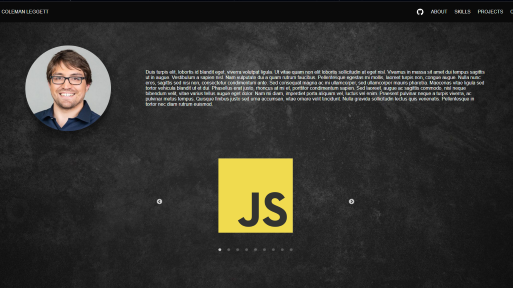 COLEMAN LEGGETT
ABOUT
SKILLS
PROJECTS
Duis turpis elit, lobortis id blandit eget, viverra volutpat ligula. Ut vitae quam non elit lobortis sollicitudin at eget nisl. Vivamus in massa sit amet dui tempus sagittis
ut in augue. Vestibulum a sapien nisl. Nam vulputate dui a quam rutrum faucibus. Pellentesque egestas mi mollis, laoreet turpis non, congue augue. Nulla nunc
eros, sagittis sed nisi non, consectetur condimentum ante. Sed consequat magna ac mi ullamcorper, sed ullamcorper mauris pharetra. Maecenas vitae ligula sed
tortor vehicula blandit ut et dui. Phasellus erat justo, rhoncus at mi et, porttitor condimentum sapien. Sed laoreet, augue ac sagittis commodo, nisl neque
bibendum velit, vitae varius tellus augue eget dolor. Nam mi diam, imperdiet porta aliquam vel, luctus vel enim. Praesent pulvinar neque a turpis viverra, ac
pulvinar metus tempus. Quisque finibus justo sed urna accumsan, vitae ornare velit tincidunt. Nulla gravida sollicitudin lectus quis venenatis. Pellentesque in
tortor nec diam rutrum euismod.
JS